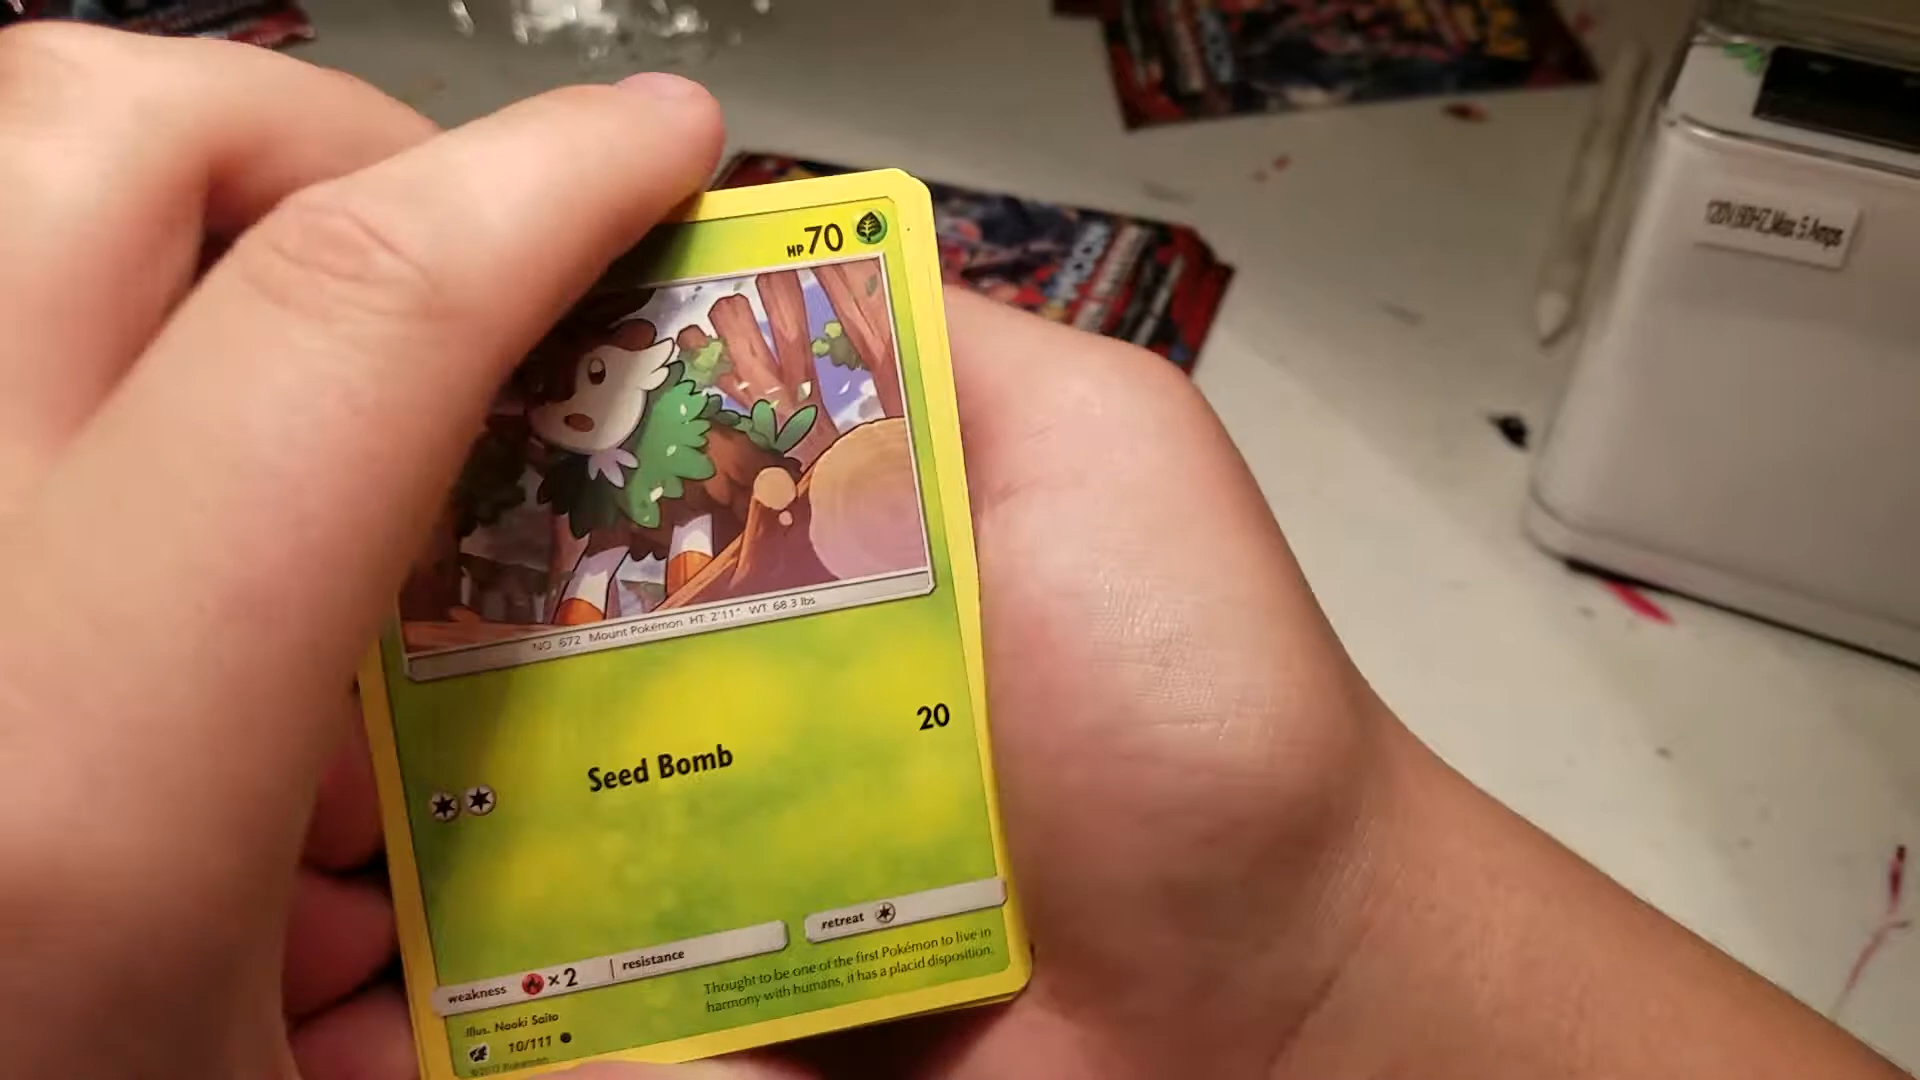 HP 70
NO. 672 Mount Pokémon HT: 2'11" WT: 68.3 lbs
Seed Bomb 20
weakness ×2 resistance
retreat
Thought to be one of the first Pokémon to live in
harmony with humans, it has a placid disposition.
Illus. Naoki Saito
10/111
MOON